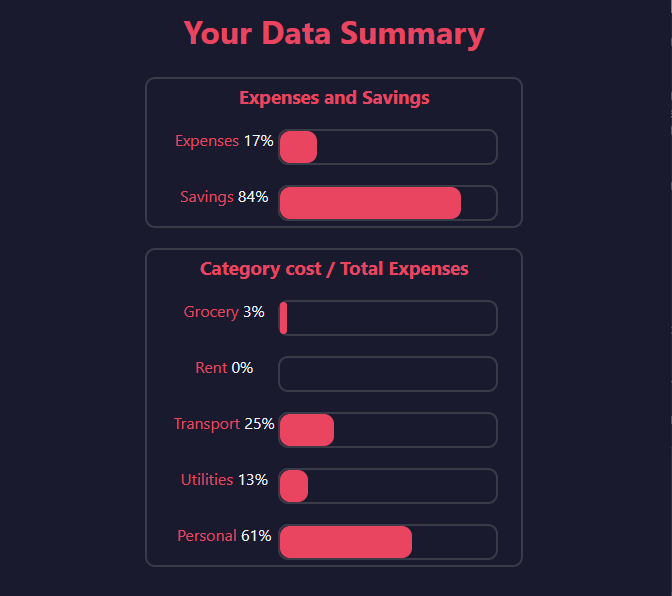 Your Data Summary
Expenses and Savings
Expenses 17%
Savings 84%
Category cost / Total Expenses
Grocery 3%
Rent 0%
Transport 25%
Utilities 13%
Personal 61%